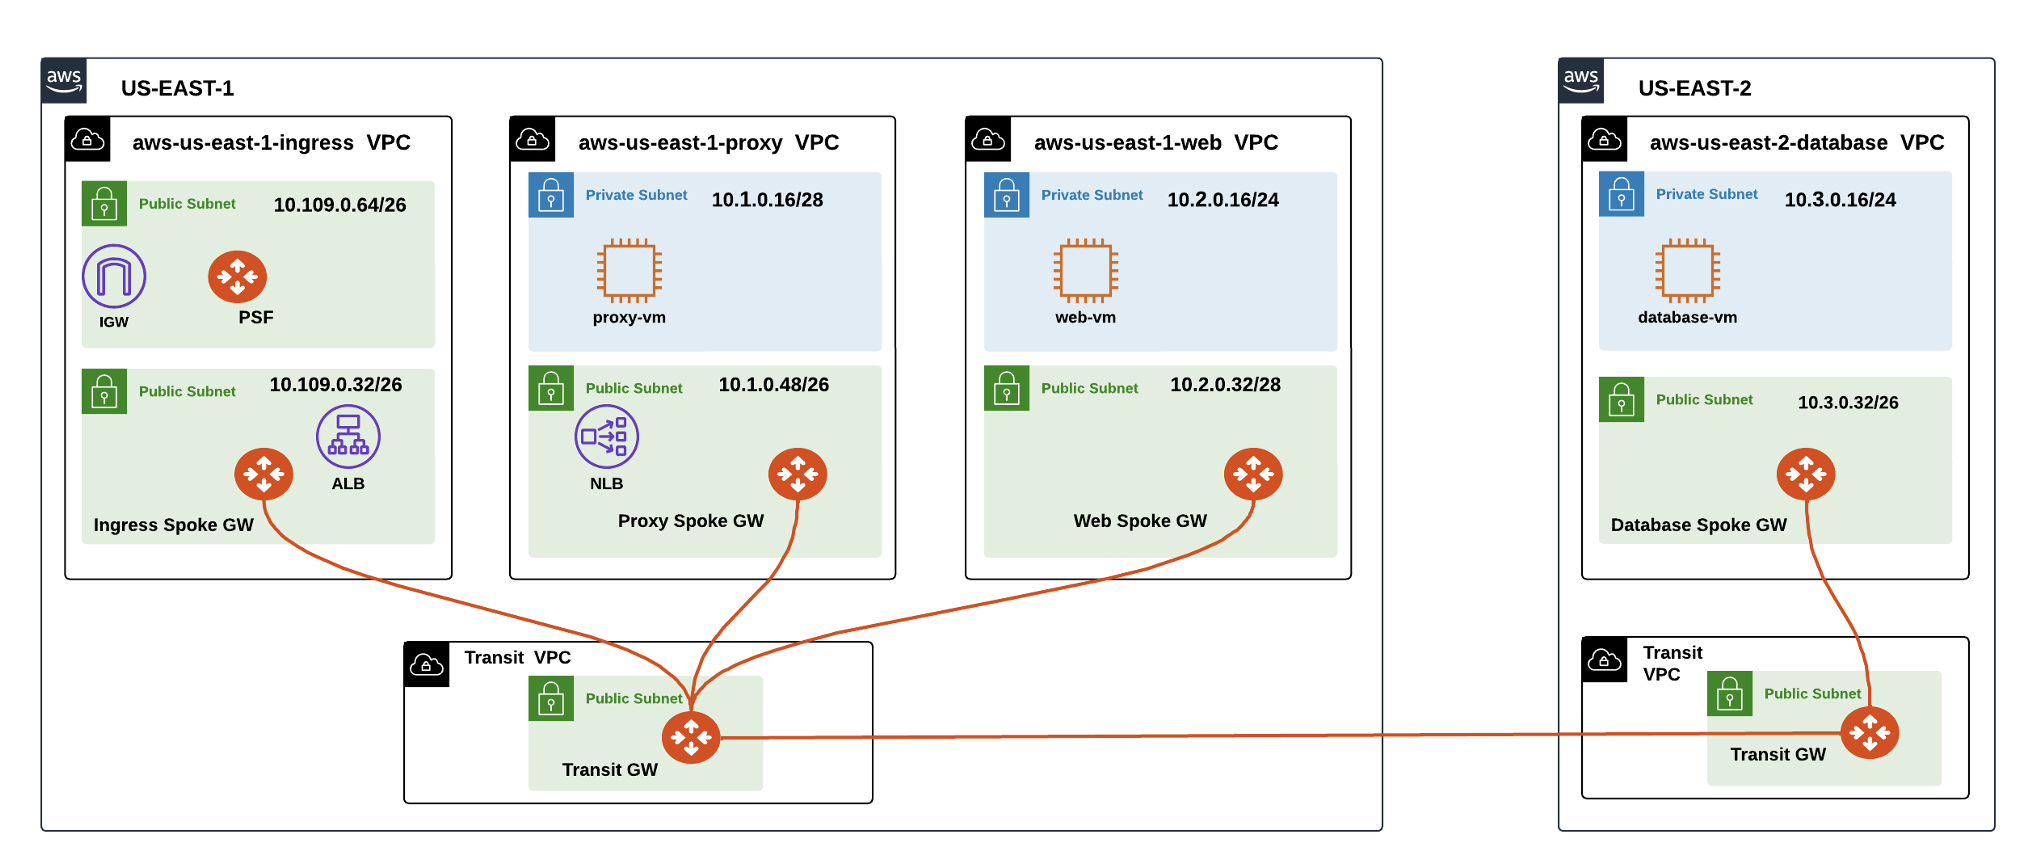 aws
US-EAST-1
aws-us-east-1-ingress VPC
Public Subnet
10.109.0.64/26
IGW
PSF
Public Subnet
10.109.0.32/26
ALB
Ingress Spoke GW
aws-us-east-1-proxy VPC
Private Subnet
10.1.0.16/28
proxy-vm
Public Subnet
10.1.0.48/26
NLB
Proxy Spoke GW
aws-us-east-1-web VPC
Private Subnet
10.2.0.16/24
web-vm
Public Subnet
10.2.0.32/28
Web Spoke GW
Transit VPC
Public Subnet
Transit GW
aws
US-EAST-2
aws-us-east-2-database VPC
Private Subnet
10.3.0.16/24
database-vm
Public Subnet
10.3.0.32/26
Database Spoke GW
Transit
VPC
Public Subnet
Transit GW